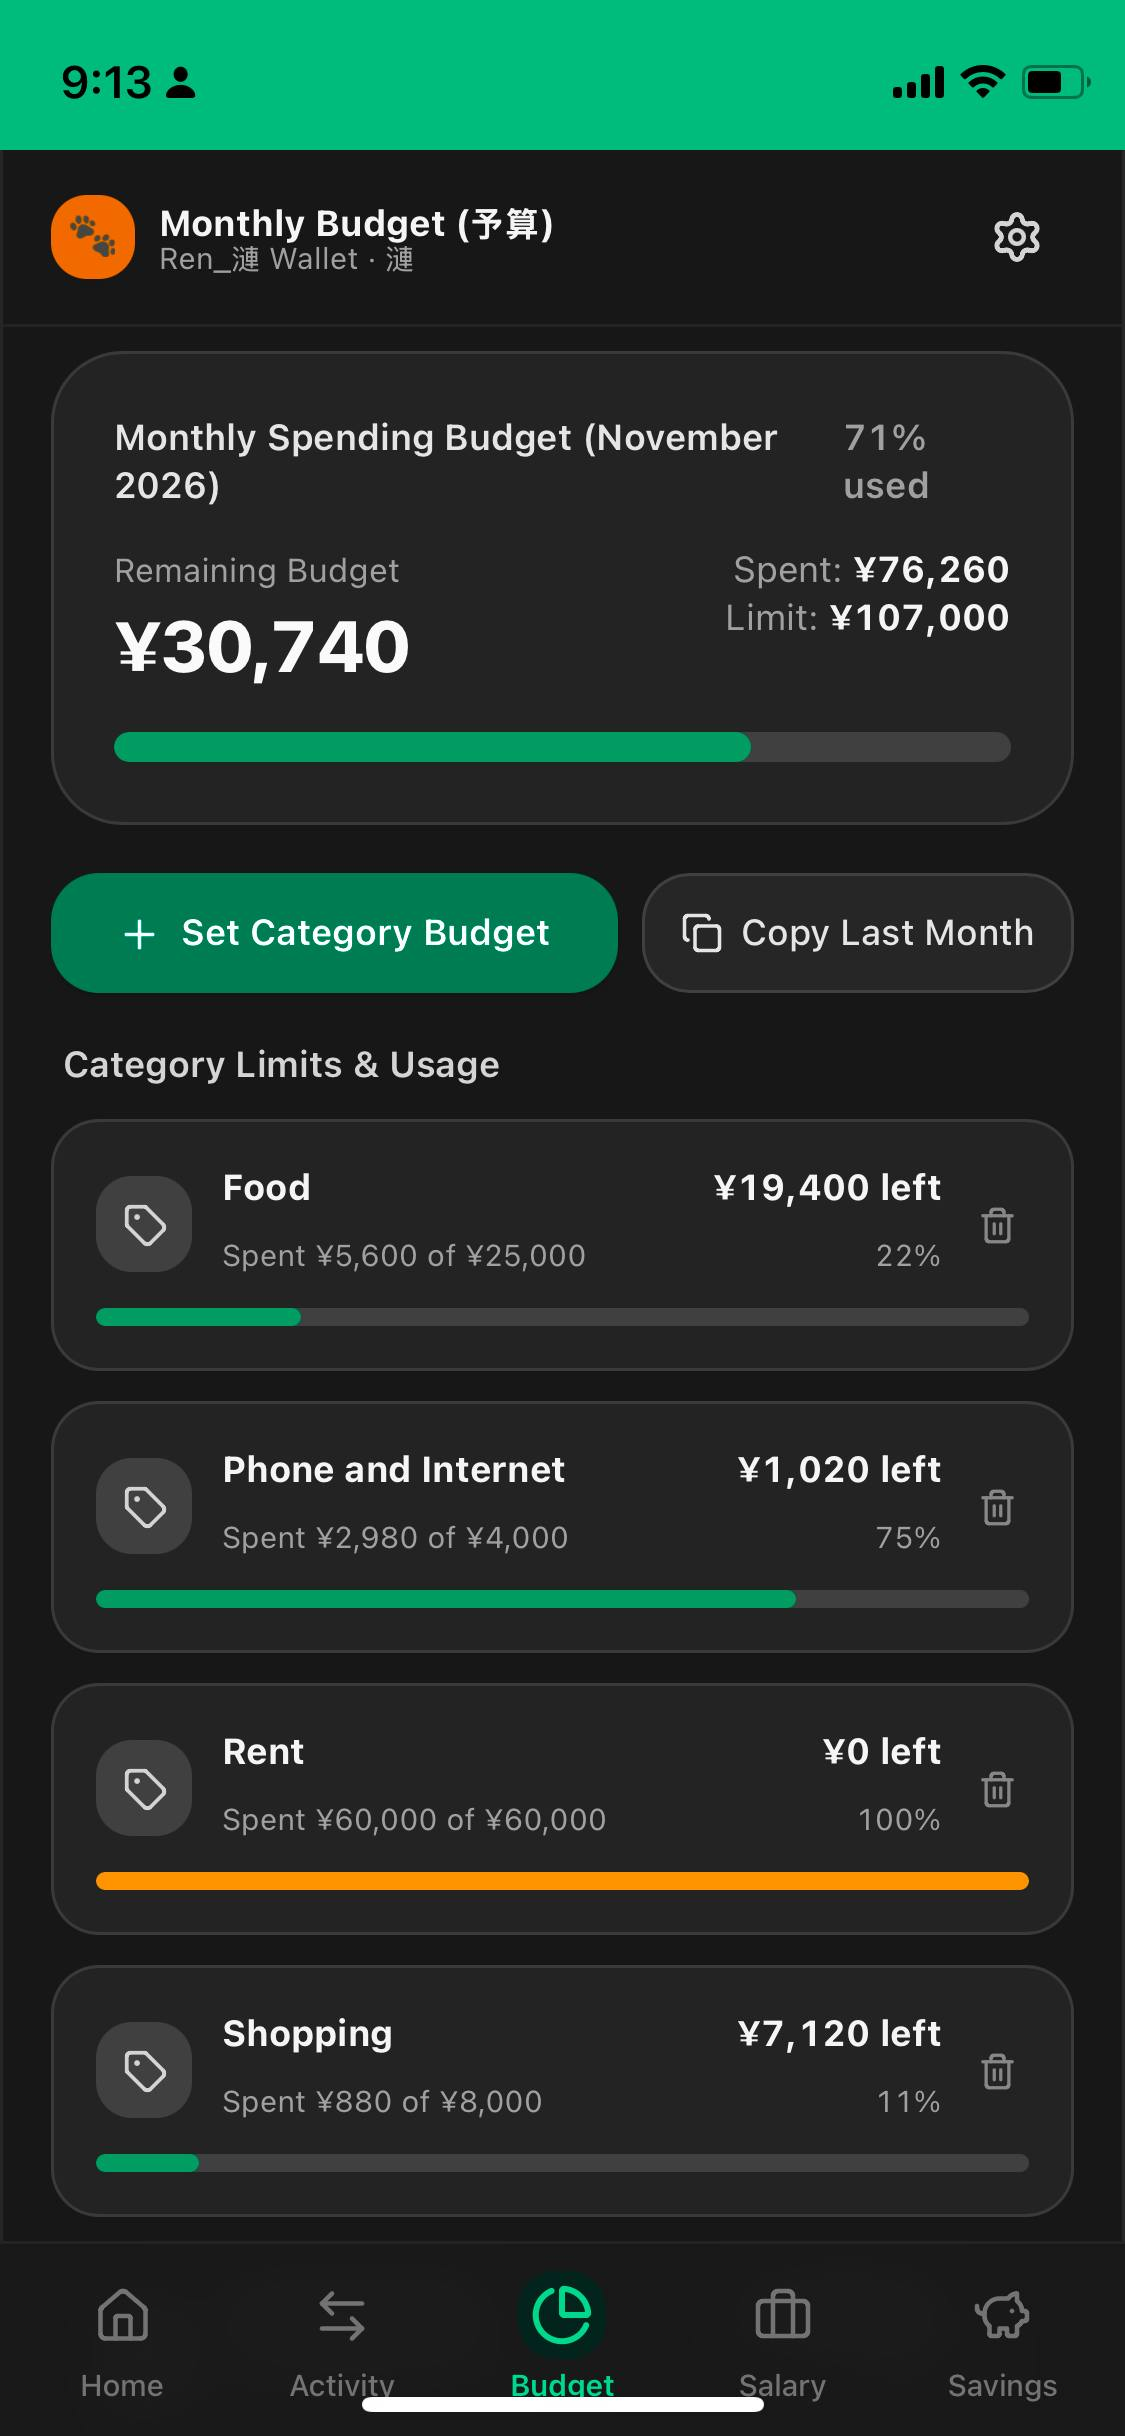 9:13
Monthly Budget (予算)
Ren_漣 Wallet · 漣
Monthly Spending Budget (November 2026)
71% used
Remaining Budget
¥30,740
Spent: ¥76,260
Limit: ¥107,000
Set Category Budget
Copy Last Month
Category Limits & Usage
Food
¥19,400 left
Spent ¥5,600 of ¥25,000
22%
Phone and Internet
¥1,020 left
Spent ¥2,980 of ¥4,000
75%
Rent
¥0 left
Spent ¥60,000 of ¥60,000
100%
Shopping
¥7,120 left
Spent ¥880 of ¥8,000
11%
Home
Activity
Budget
Salary
Savings